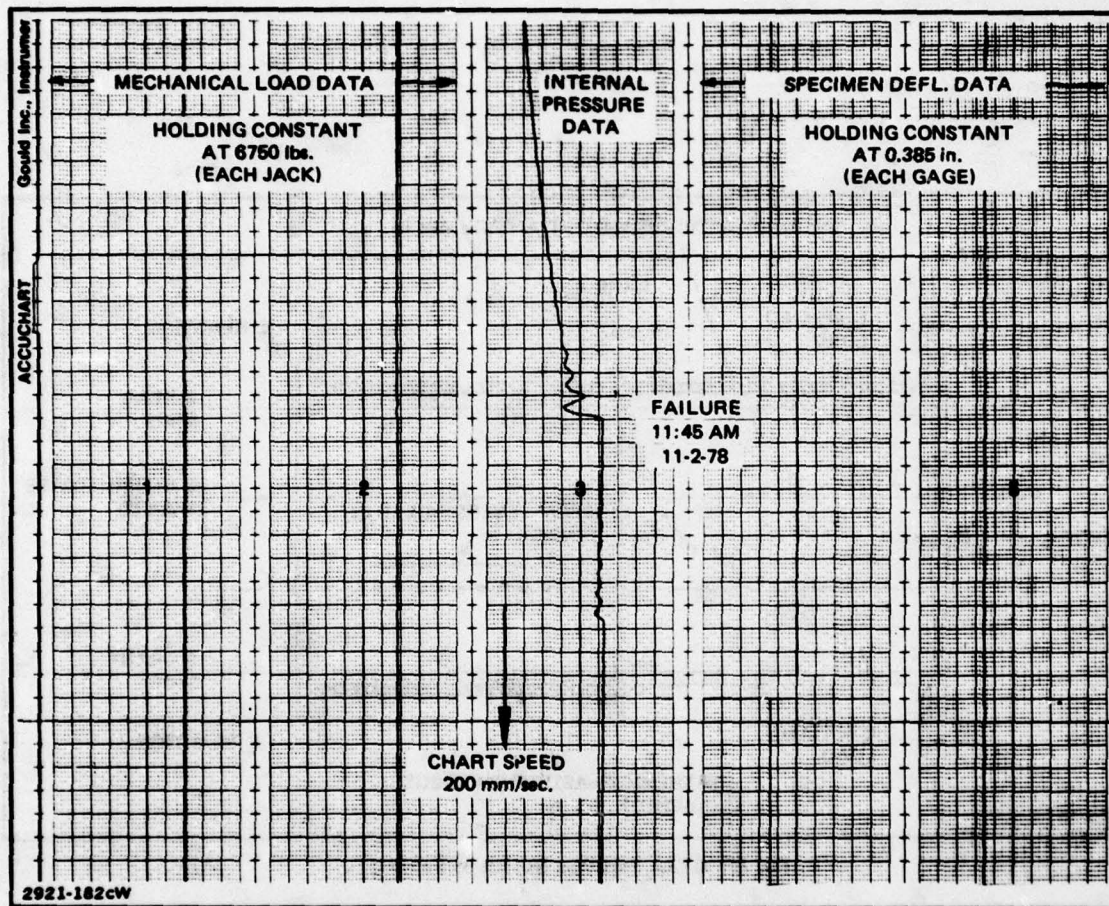 Gould Inc., Instrumen
ACCUCHART
MECHANICAL LOAD DATA
HOLDING CONSTANT
AT 6750 lbs.
(EACH JACK)
INTERNAL
PRESSURE
DATA
SPECIMEN DEFL. DATA
HOLDING CONSTANT
AT 0.385 in.
(EACH GAGE)
FAILURE
11:45 AM
11-2-78
1
2
3
CHART SPEED
200 mm/sec.
2921-182cW